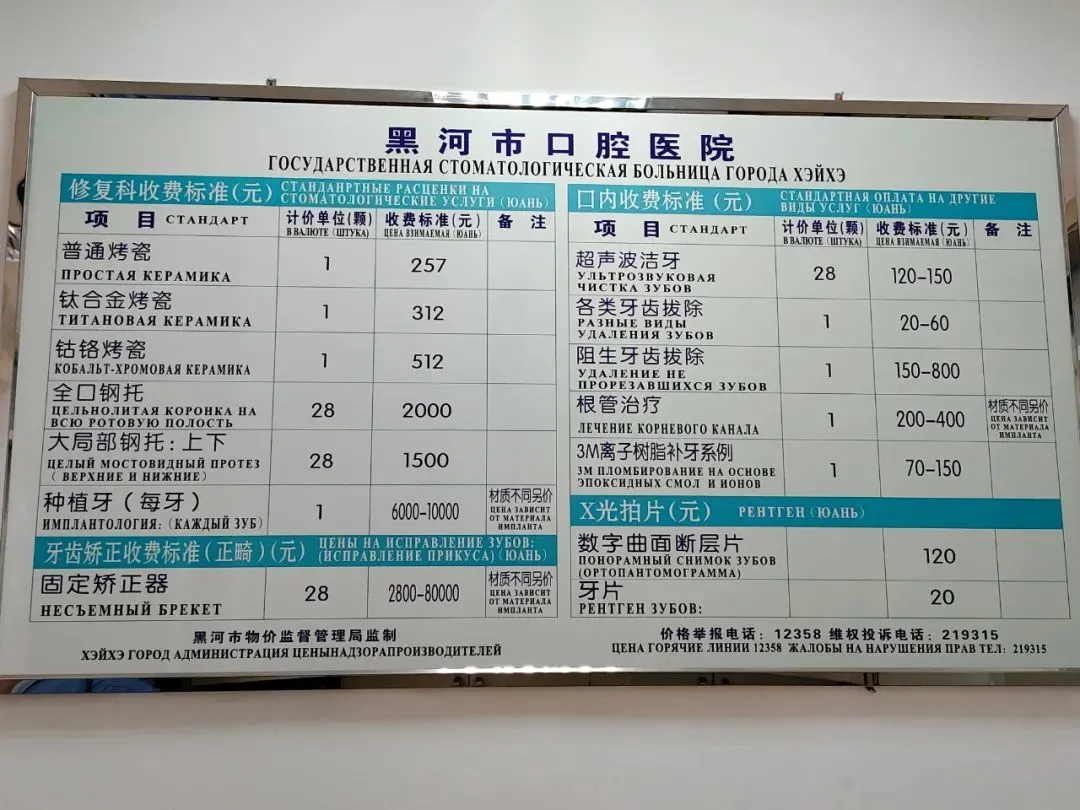 黑河市口腔医院
ГОСУДАРСТВЕННАЯ СТОМАТОЛОГИЧЕСКАЯ БОЛЬНИЦА ГОРОДА ХЭЙХЭ
修复科收费标准(元) СТАНДАНРТНЫЕ РАСЦЕНКИ НА
СТОМАТОЛОГИЧЕСКИЕ УСЛУГИ (ЮАНЬ)
项 目 СТАНДАРТ 计价单位(颗) 收费标准(元) 备 注
В ВАЛЮТЕ (ШТУКА) ЦЕНА ВЗИМАЕМАЯ (ЮАНЬ)
普通烤瓷 1 257
ПРОСТАЯ КЕРАМИКА
钛合金烤瓷 1 312
ТИТАНОВАЯ КЕРАМИКА
钴铬烤瓷 1 512
КОБАЛЬТ-ХРОМОВАЯ КЕРАМИКА
全口钢托 28 2000
ЦЕЛЬНОЛИТАЯ КОРОНКА НА
ВСЮ РОТОВУЮ ПОЛОСТЬ
大局部钢托:上下 28 1500
ЦЕЛЫЙ МОСТОВИДНЫЙ ПРОТЕЗ
( ВЕРХНИЕ И НИЖНИЕ)
种植牙(每牙) 1 6000-10000 材质不同另价
ИМПЛАНТОЛОГИЯ: (КАЖДЫЙ ЗУБ) ЦЕНА ЗАВИСИТ
ОТ МАТЕРИАЛА
ИМПЛАНТА
牙齿矫正收费标准(正畸)(元) ЦЕНЫ НА ИСПРАВЛЕНИЕ ЗУБОВ:
(ИСПРАВЛЕНИЕ ПРИКУСА) (ЮАНЬ)
固定矫正器 28 2800-80000 材质不同另价
НЕСЪЕМНЫЙ БРЕКЕТ ЦЕНА ЗАВИСИТ
ОТ МАТЕРИАЛА
ИМПЛАНТА
黑河市物价监督管理局监制
ХЭЙХЭ ГОРОД АДМИНИСТРАЦИЯ ЦЕНЫНАДЗОРАПРОИЗВОДИТЕЛЕЙ
口内收费标准(元) СТАНДАРТНАЯ ОПЛАТА НА ДРУГИЕ
ВИДЫ УСЛУГ (ЮАНЬ)
项 目 СТАНДАРТ 计价单位(颗) 收费标准(元) 备 注
В ВАЛЮТЕ (ШТУКА) ЦЕНА ВЗИМАЕМАЯ (ЮАНЬ)
超声波洁牙 28 120-150
УЛЬТРОЗВУКОВАЯ
ЧИСТКА ЗУБОВ
各类牙齿拔除 1 20-60
РАЗНЫЕ ВИДЫ
УДАЛЕНИЯ ЗУБОВ
阻生牙齿拔除 1 150-800
УДАЛЕНИЕ НЕ
ПРОРЕЗАВШИХСЯ ЗУБОВ
根管治疗 1 200-400 材质不同另价
ЛЕЧЕНИЕ КОРНЕВОГО КАНАЛА ЦЕНА ЗАВИСИТ
ОТ МАТЕРИАЛА
ИМПЛАНТА
3M离子树脂补牙系列 1 70-150
3М ПЛОМБИРОВАНИЕ НА ОСНОВЕ
ЭПОКСИДНЫХ СМОЛ И ИОНОВ
X光拍片(元) РЕНТГЕН (ЮАНЬ)
数字曲面断层片 120
ПОНОРАМНЫЙ СНИМОК ЗУБОВ
(ОРТОПАНТОМОГРАММА)
牙片 20
РЕНТГЕН ЗУБОВ:
价格举报电话: 12358 维权投诉电话: 219315
ЦЕНА ГОРЯЧИЕ ЛИНИИ 12358 ЖАЛОБЫ НА НАРУШЕНИЯ ПРАВ ТЕЛ: 219315